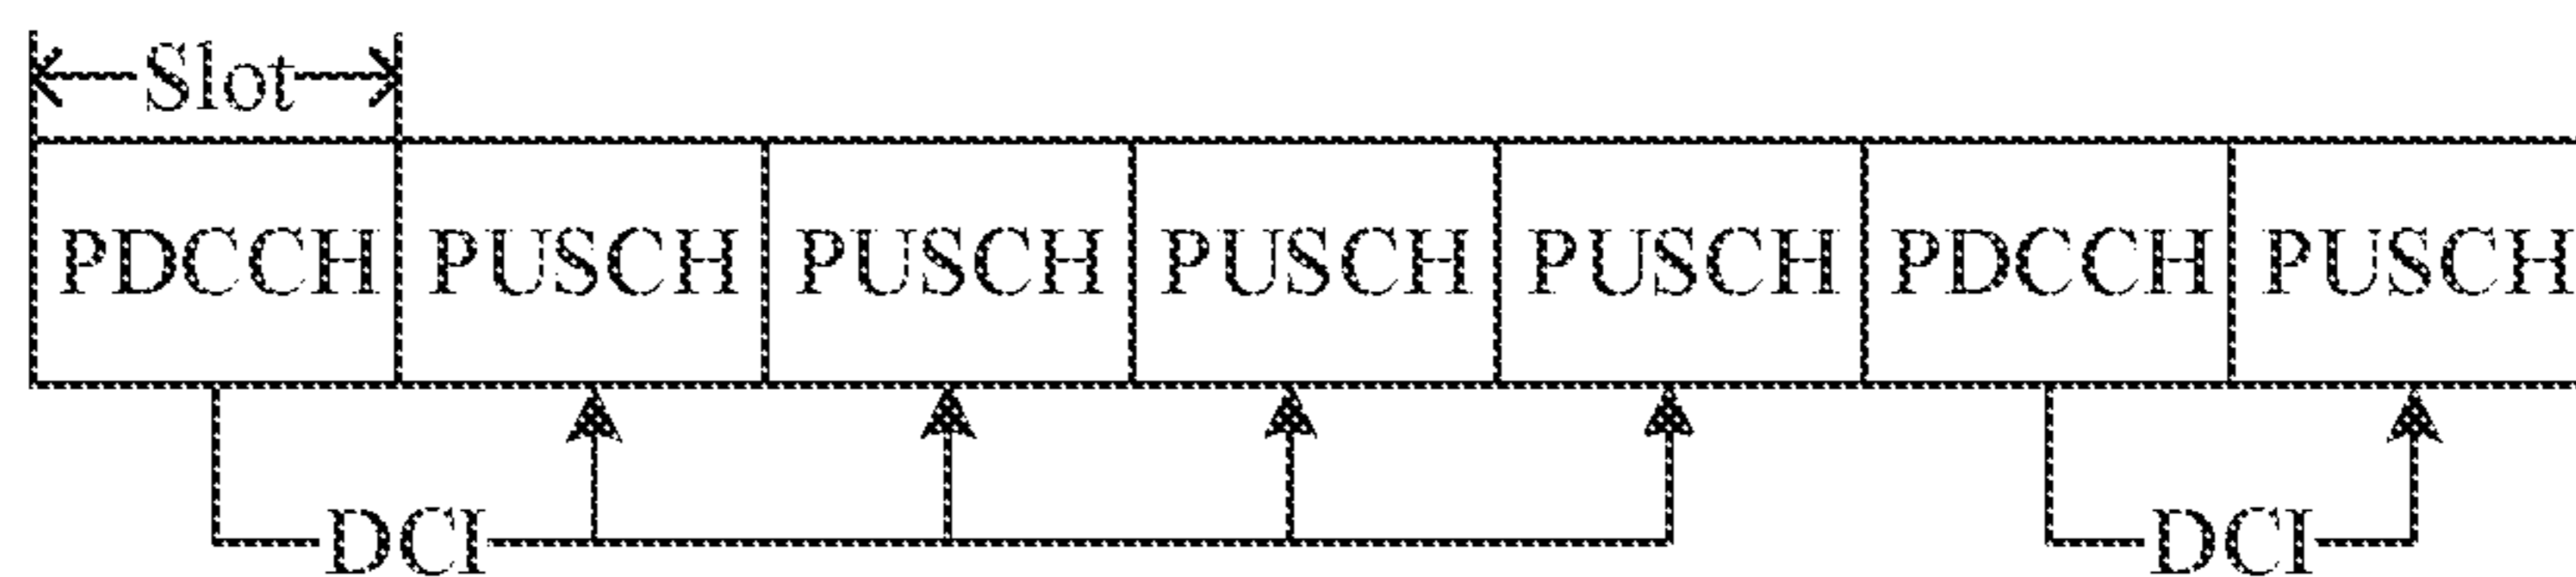 Slot
PDCCH PUSCH PUSCH PUSCH PUSCH PDCCH PUSCH
DCI DCI